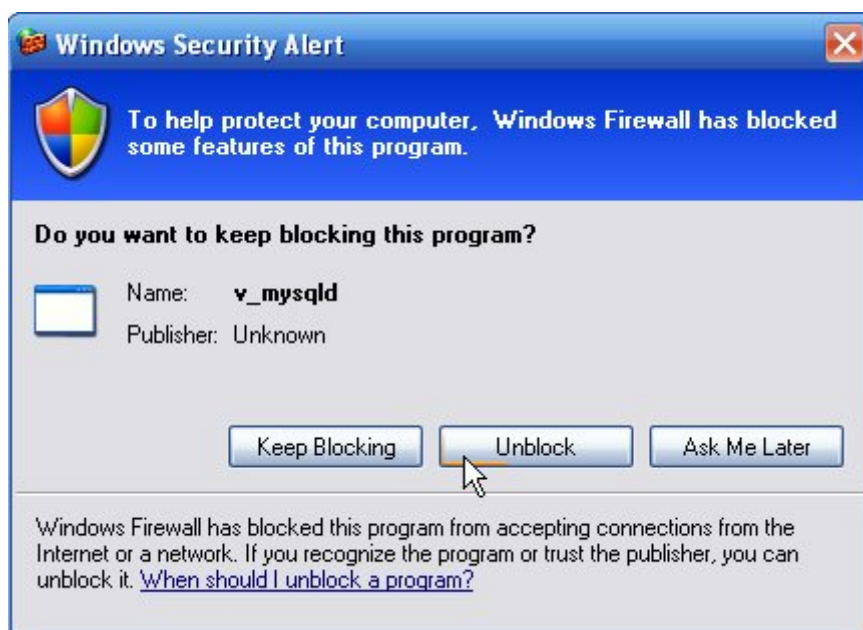 Windows Security Alert
To help protect your computer, Windows Firewall has blocked
some features of this program.
Do you want to keep blocking this program?
Name: v_mysqld
Publisher: Unknown
Keep Blocking Unblock Ask Me Later
Windows Firewall has blocked this program from accepting connections from the
Internet or a network. If you recognize the program or trust the publisher, you can
unblock it. When should I unblock a program?